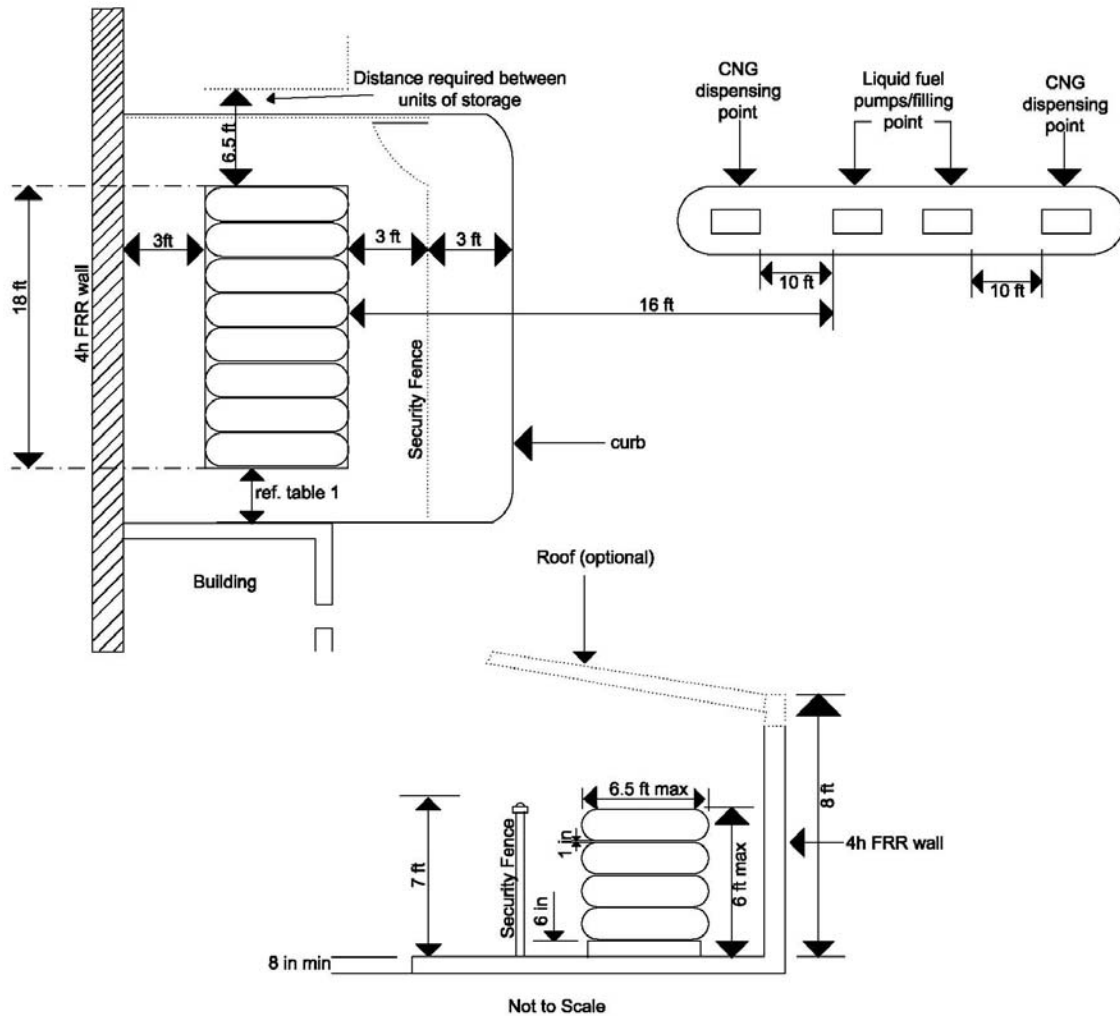 Distance required between
units of storage
6.5 ft
18 ft
4h FRR wall
3ft
3 ft
3 ft
Security Fence
16 ft
curb
ref. table 1
Building
CNG
dispensing
point
Liquid fuel
pumps/filling
point
CNG
dispensing
point
10 ft
10 ft
Roof (optional)
6.5 ft max
1 in
6 in
6 ft max
8 ft
7 ft
Security Fence
4h FRR wall
8 in min
Not to Scale